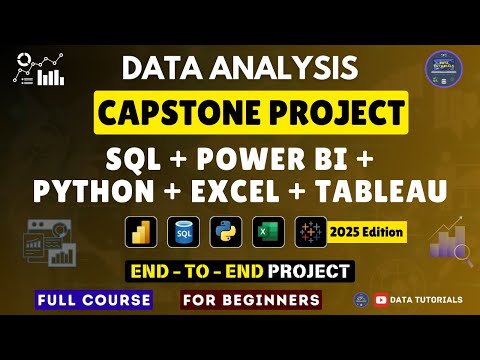 DATA ANALYSIS
CAPSTONE PROJECT
SQL + POWER BI +
PYTHON + EXCEL + TABLEAU
SQL
2025 Edition
END - TO - END PROJECT
FULL COURSE
FOR BEGINNERS
DATA TUTORIALS